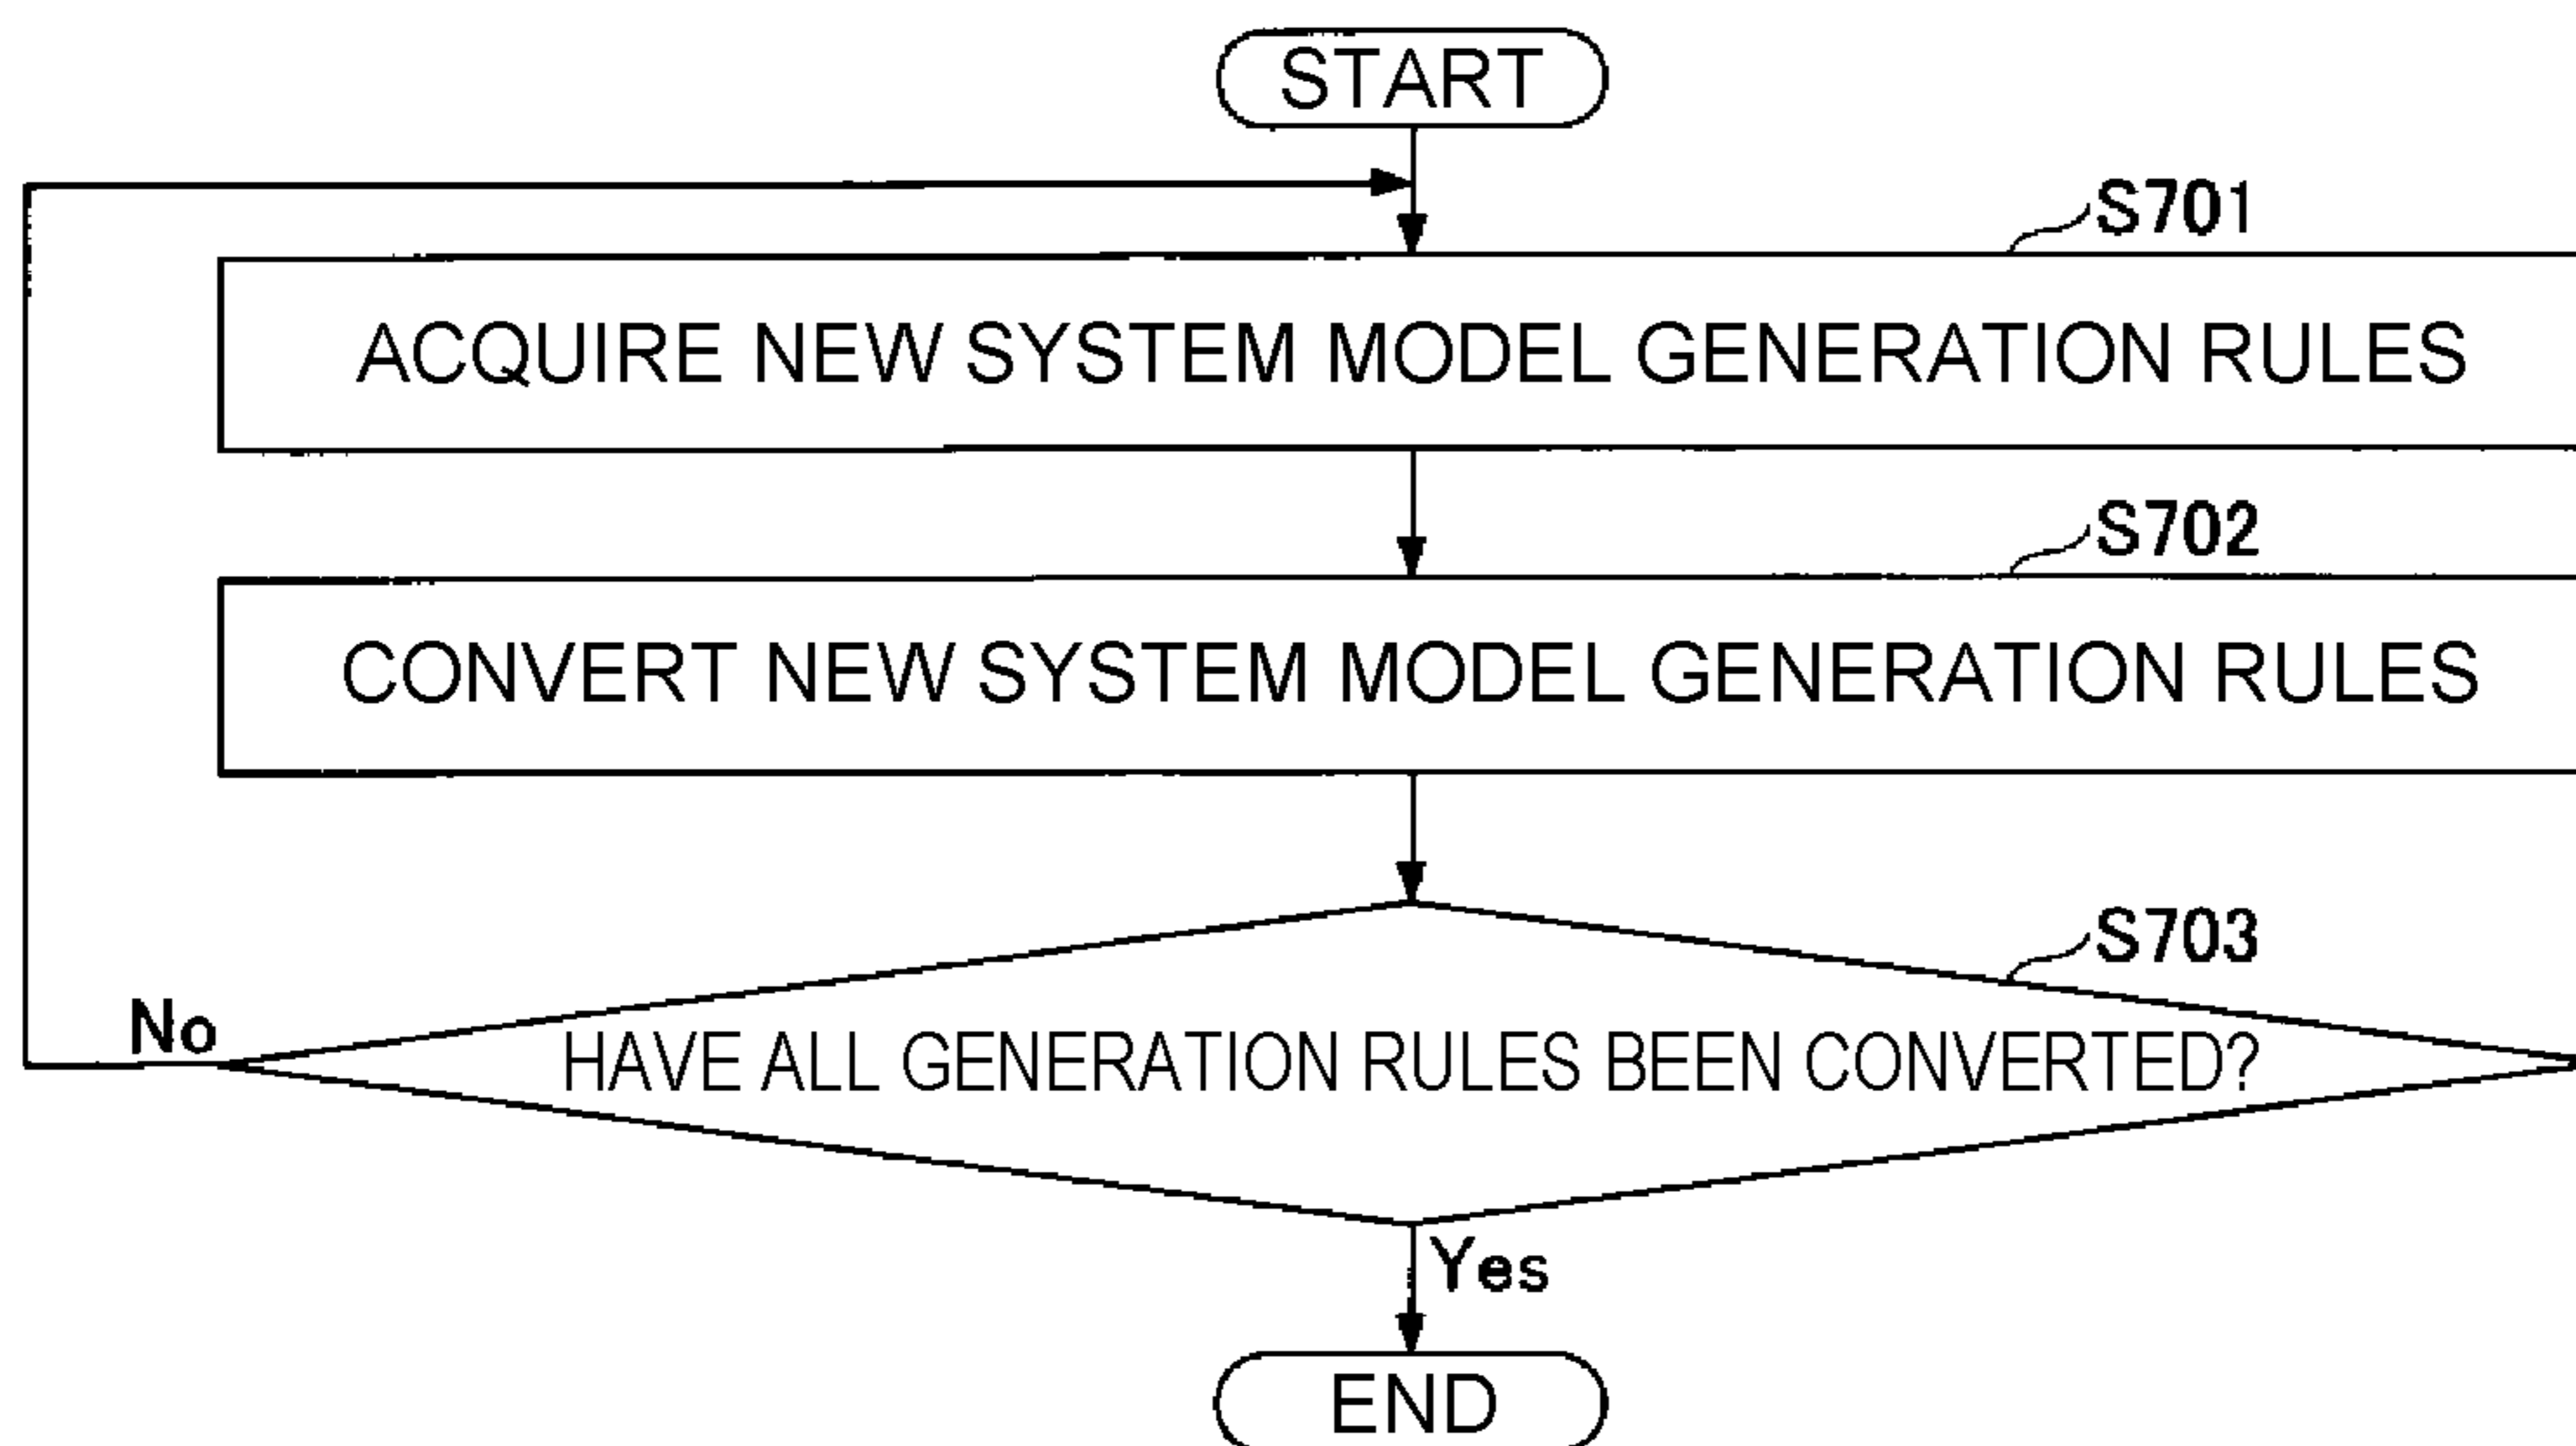 START
S701
ACQUIRE NEW SYSTEM MODEL GENERATION RULES
S702
CONVERT NEW SYSTEM MODEL GENERATION RULES
S703
No
HAVE ALL GENERATION RULES BEEN CONVERTED?
Yes
END